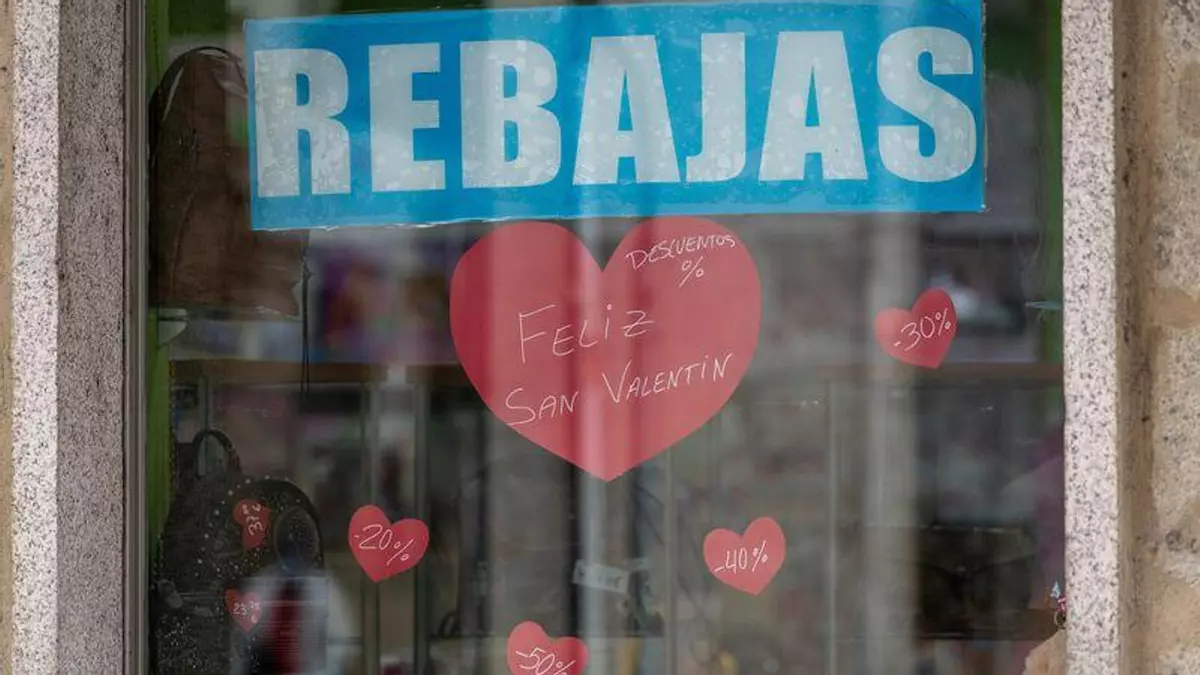 REBAJAS
DESCUENTOS
%
FELIZ
SAN VALENTIN
-30%
-20%
-40%
-50%